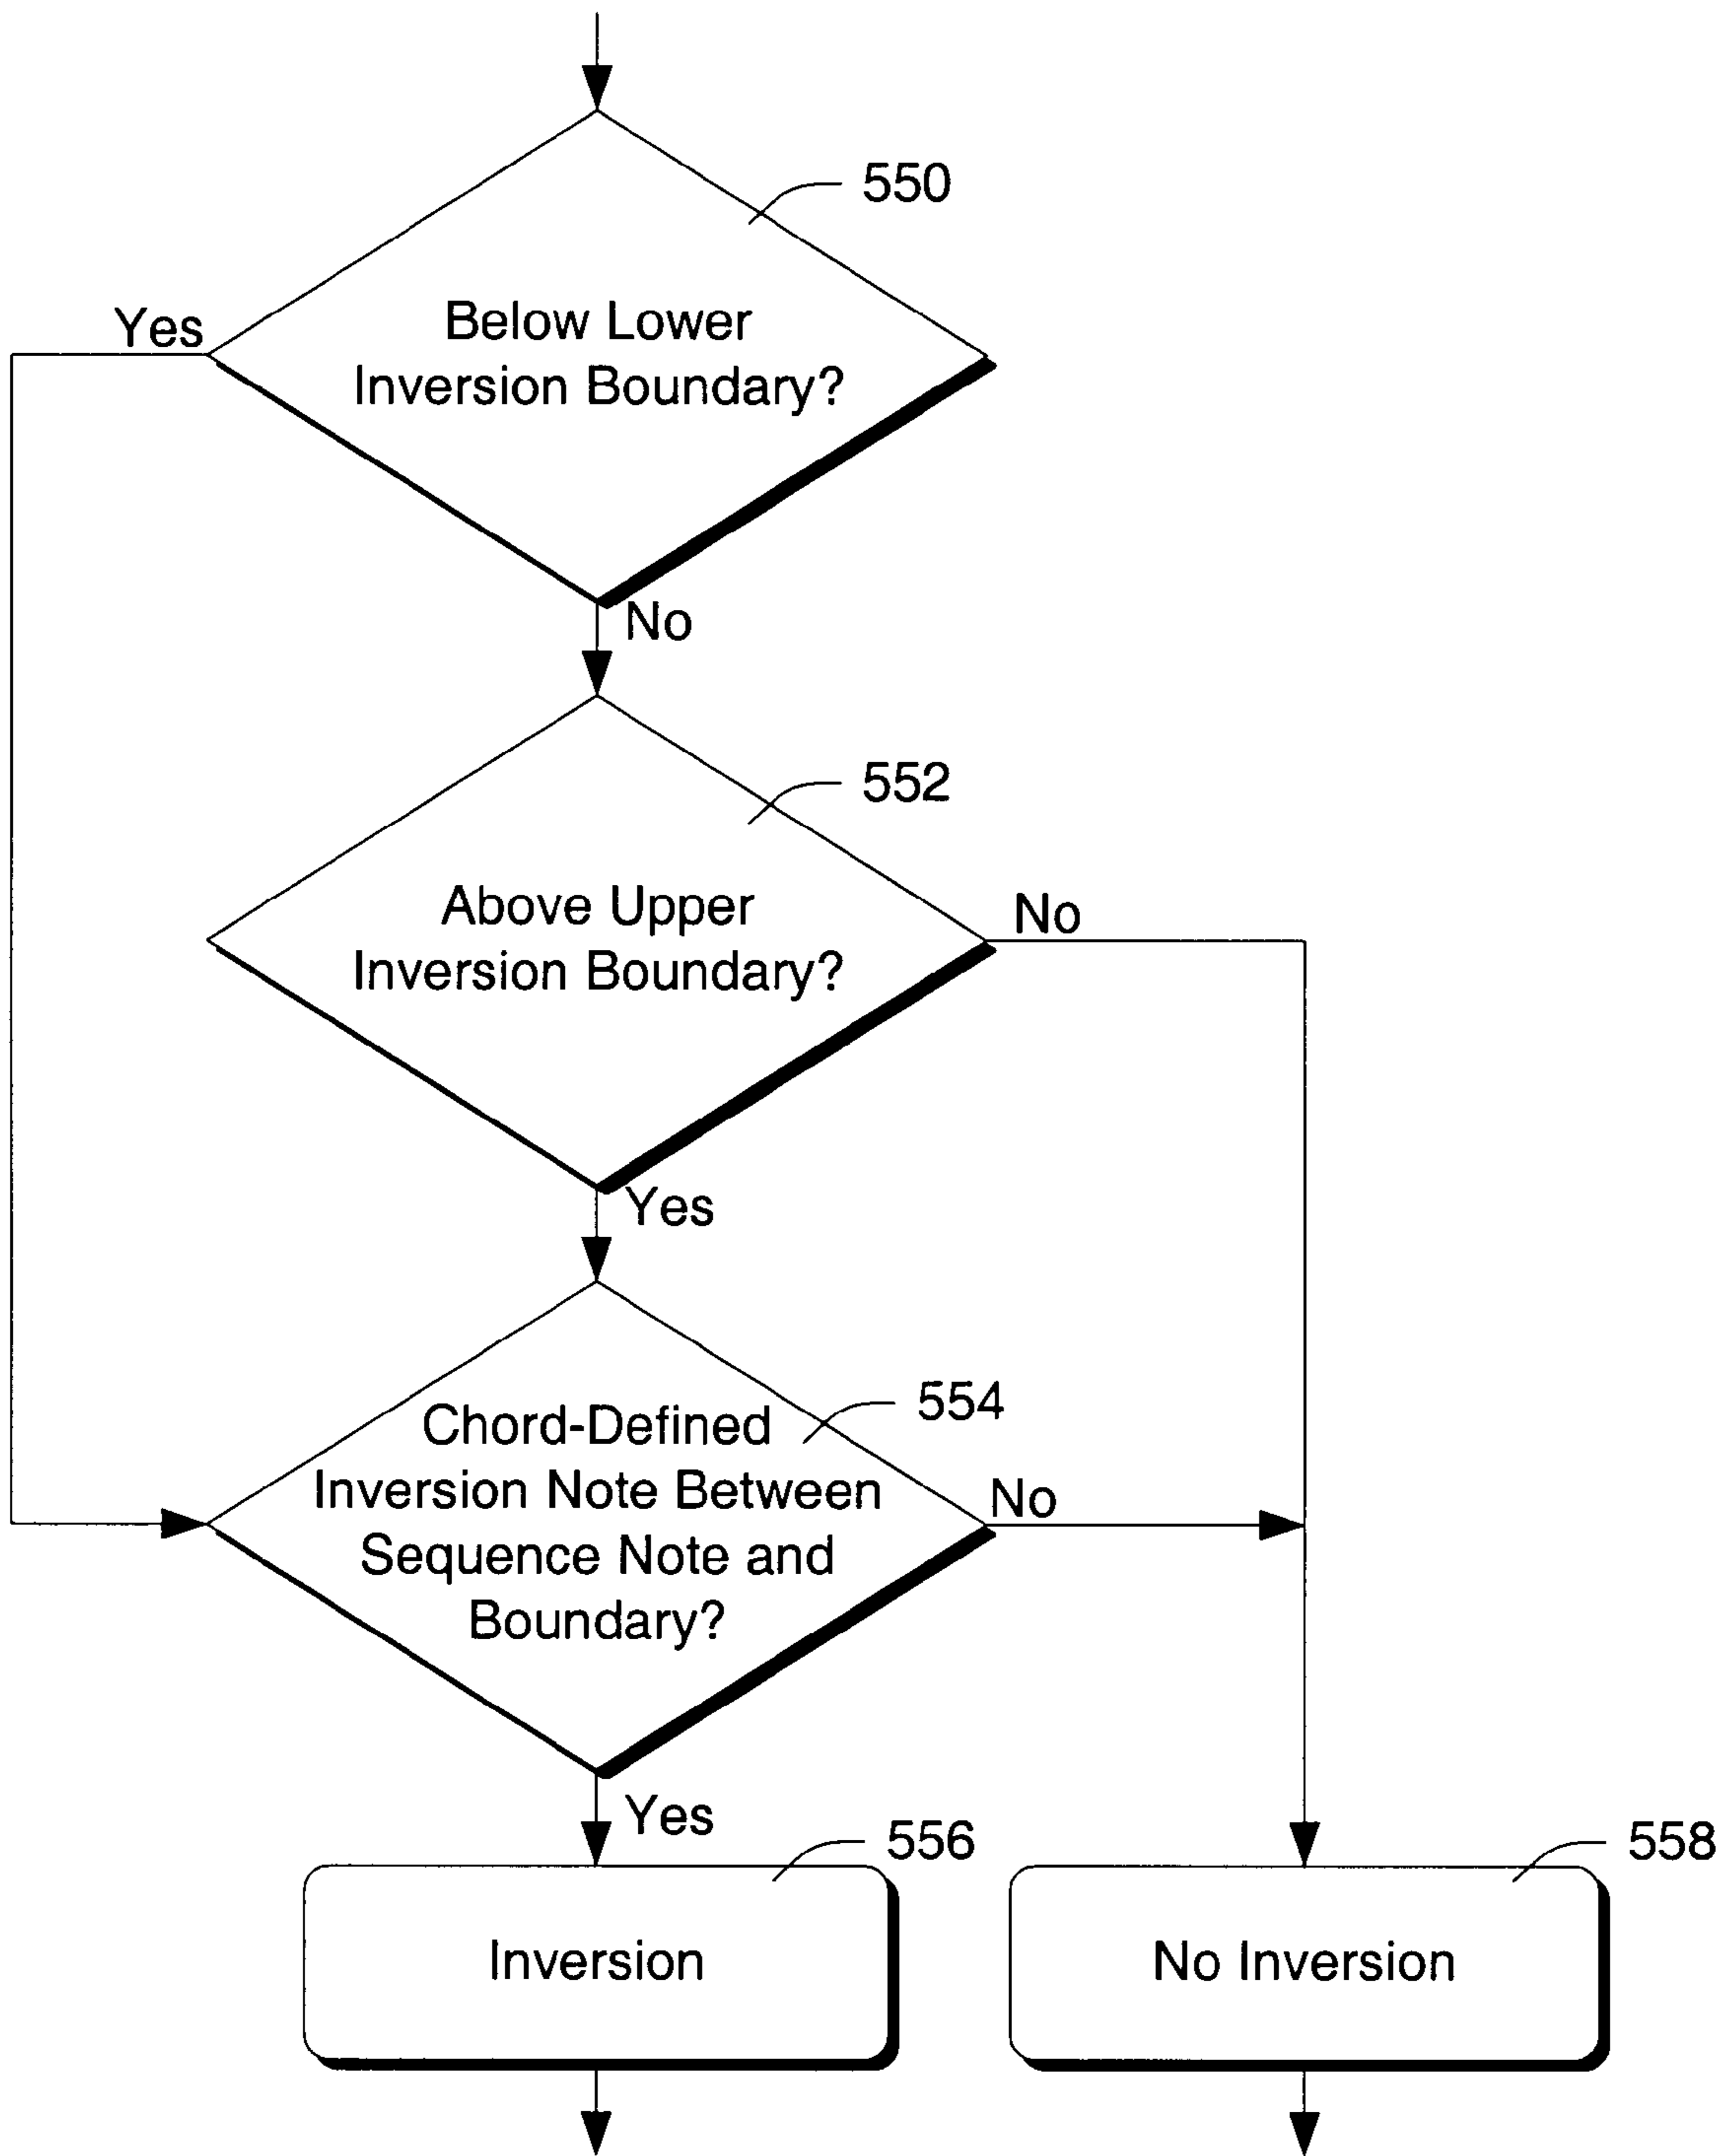 550
Below Lower
Inversion Boundary?
Yes
No
552
Above Upper
Inversion Boundary?
No
Yes
554
Chord-Defined
Inversion Note Between
Sequence Note and
Boundary?
No
Yes
556
Inversion
558
No Inversion